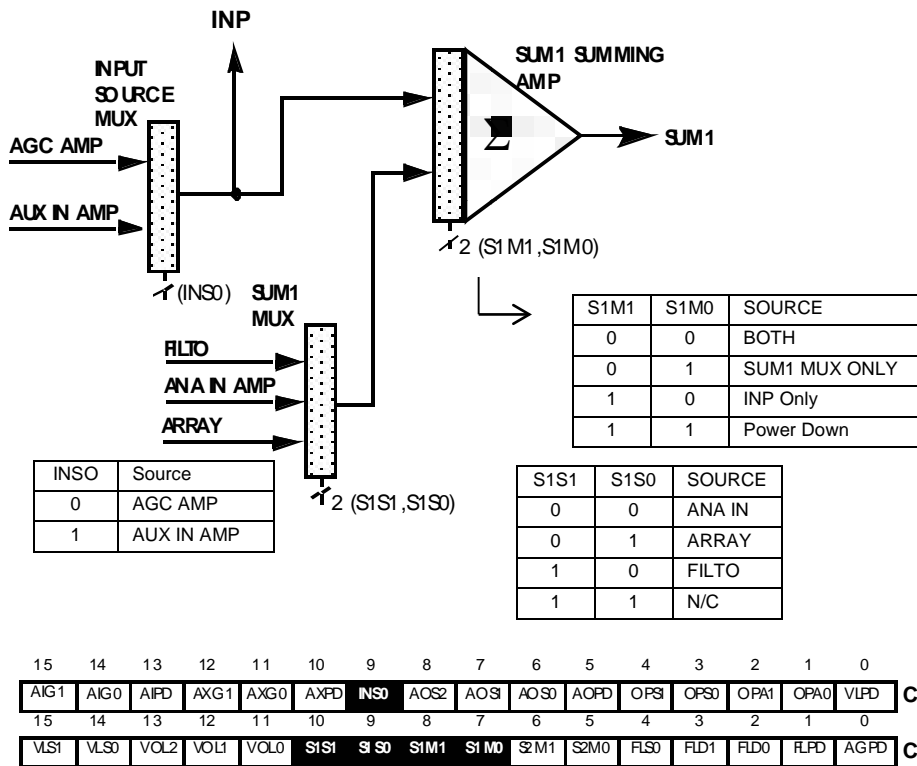 INP
SUM1 SUMMING
AMP
INPUT
SOURCE
MUX
AGC AMP
AUX IN AMP
Σ
SUM1
2 (S1M1,S1M0)
(INS0)
SUM1
MUX
FILTO
ANA IN AMP
ARRAY
2 (S1S1,S1S0)
S1M1 S1M0 SOURCE
0 0 BOTH
0 1 SUM1 MUX ONLY
1 0 INP Only
1 1 Power Down
INSO Source
0 AGC AMP
1 AUX IN AMP
S1S1 S1S0 SOURCE
0 0 ANA IN
0 1 ARRAY
1 0 FILTO
1 1 N/C
15 14 13 12 11 10 9 8 7 6 5 4 3 2 1 0
AIG1 AIG0 AIPD AXG1 AXG0 AXPD INS0 AOS2 AOS1 AOS0 AOPD OPS1 OPS0 OPA1 OPA0 VLPD C
15 14 13 12 11 10 9 8 7 6 5 4 3 2 1 0
VLS1 VLS0 VOL2 VOL1 VOL0 S1S1 S1S0 S1M1 S1M0 S2M1 S2M0 FLS0 FLD1 FLD0 FLPD AGPD C